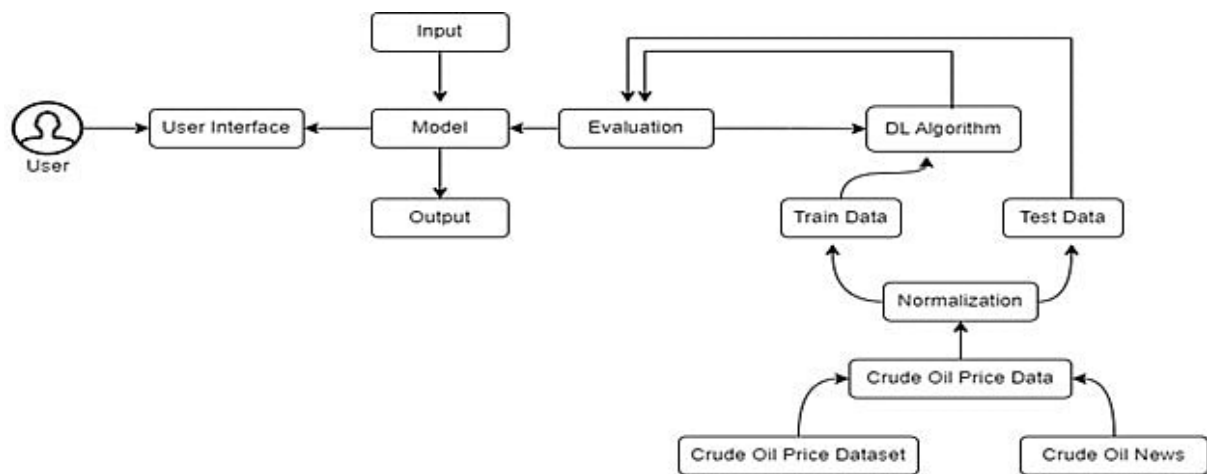 Input
User Interface
Model
Evaluation
DL Algorithm
User
Output
Train Data
Test Data
Normalization
Crude Oil Price Data
Crude Oil Price Dataset
Crude Oil News